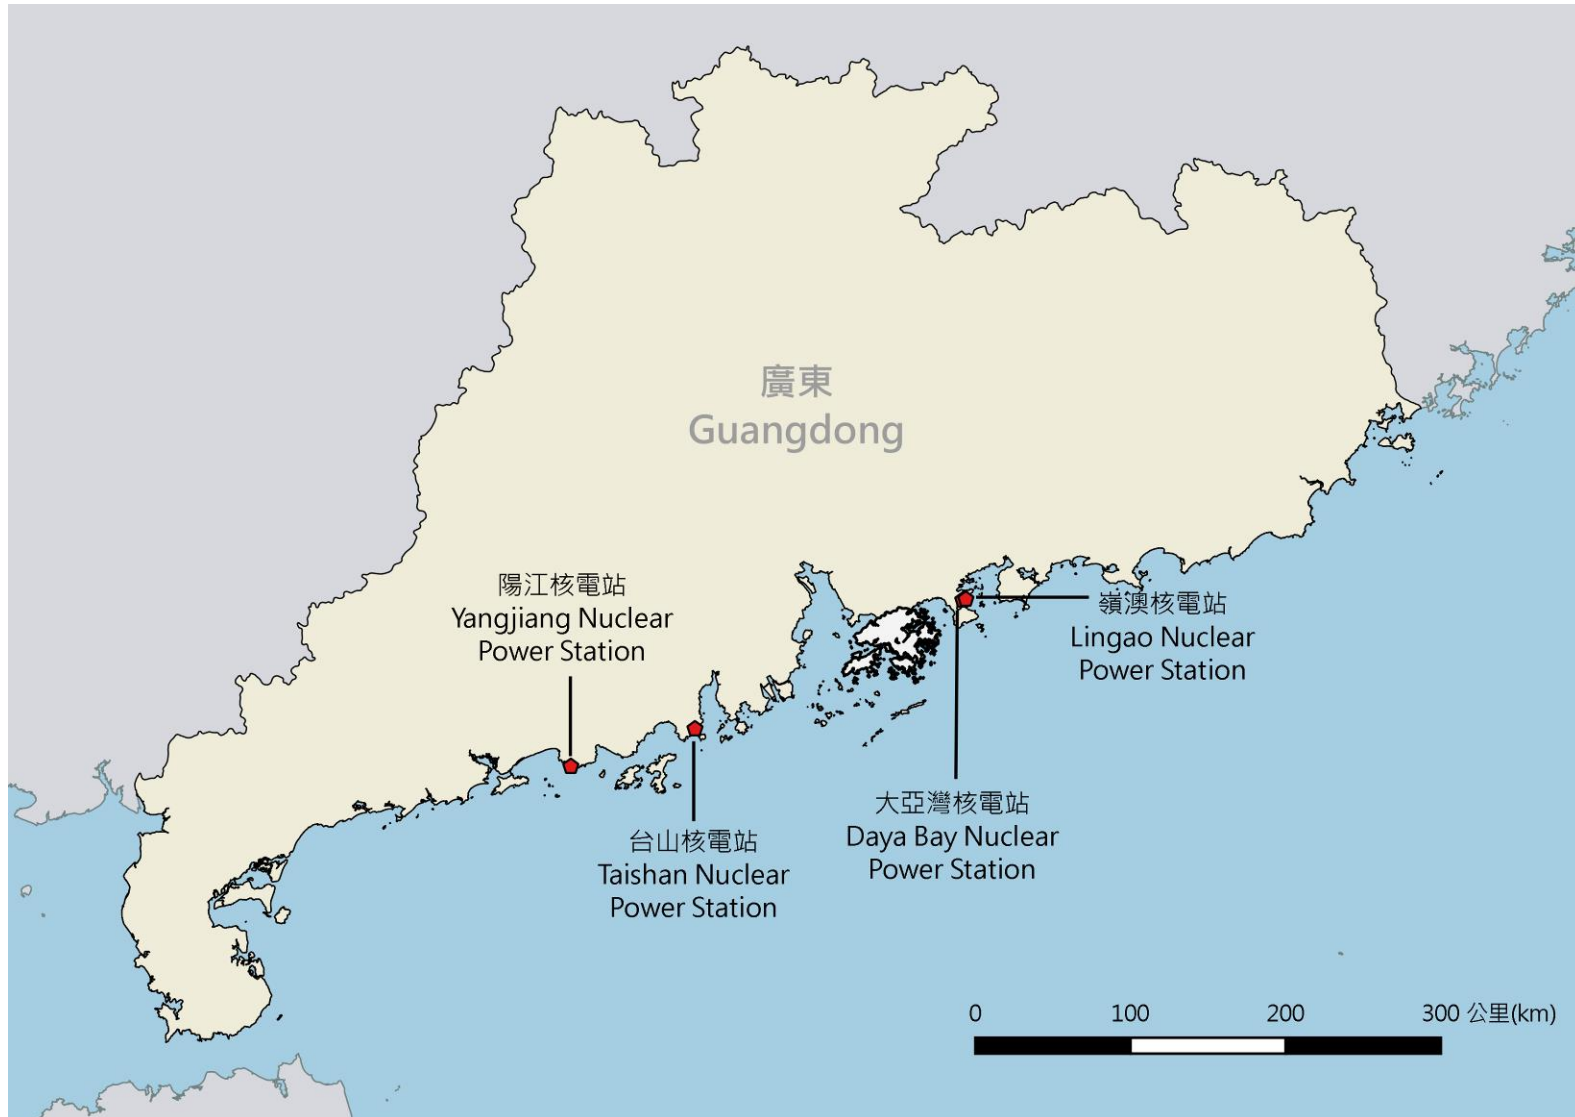 廣東
Guangdong
陽江核電站
Yangjiang Nuclear
Power Station
嶺澳核電站
Lingao Nuclear
Power Station
台山核電站
Taishan Nuclear
Power Station
大亞灣核電站
Daya Bay Nuclear
Power Station
0 100 200 300 公里(km)